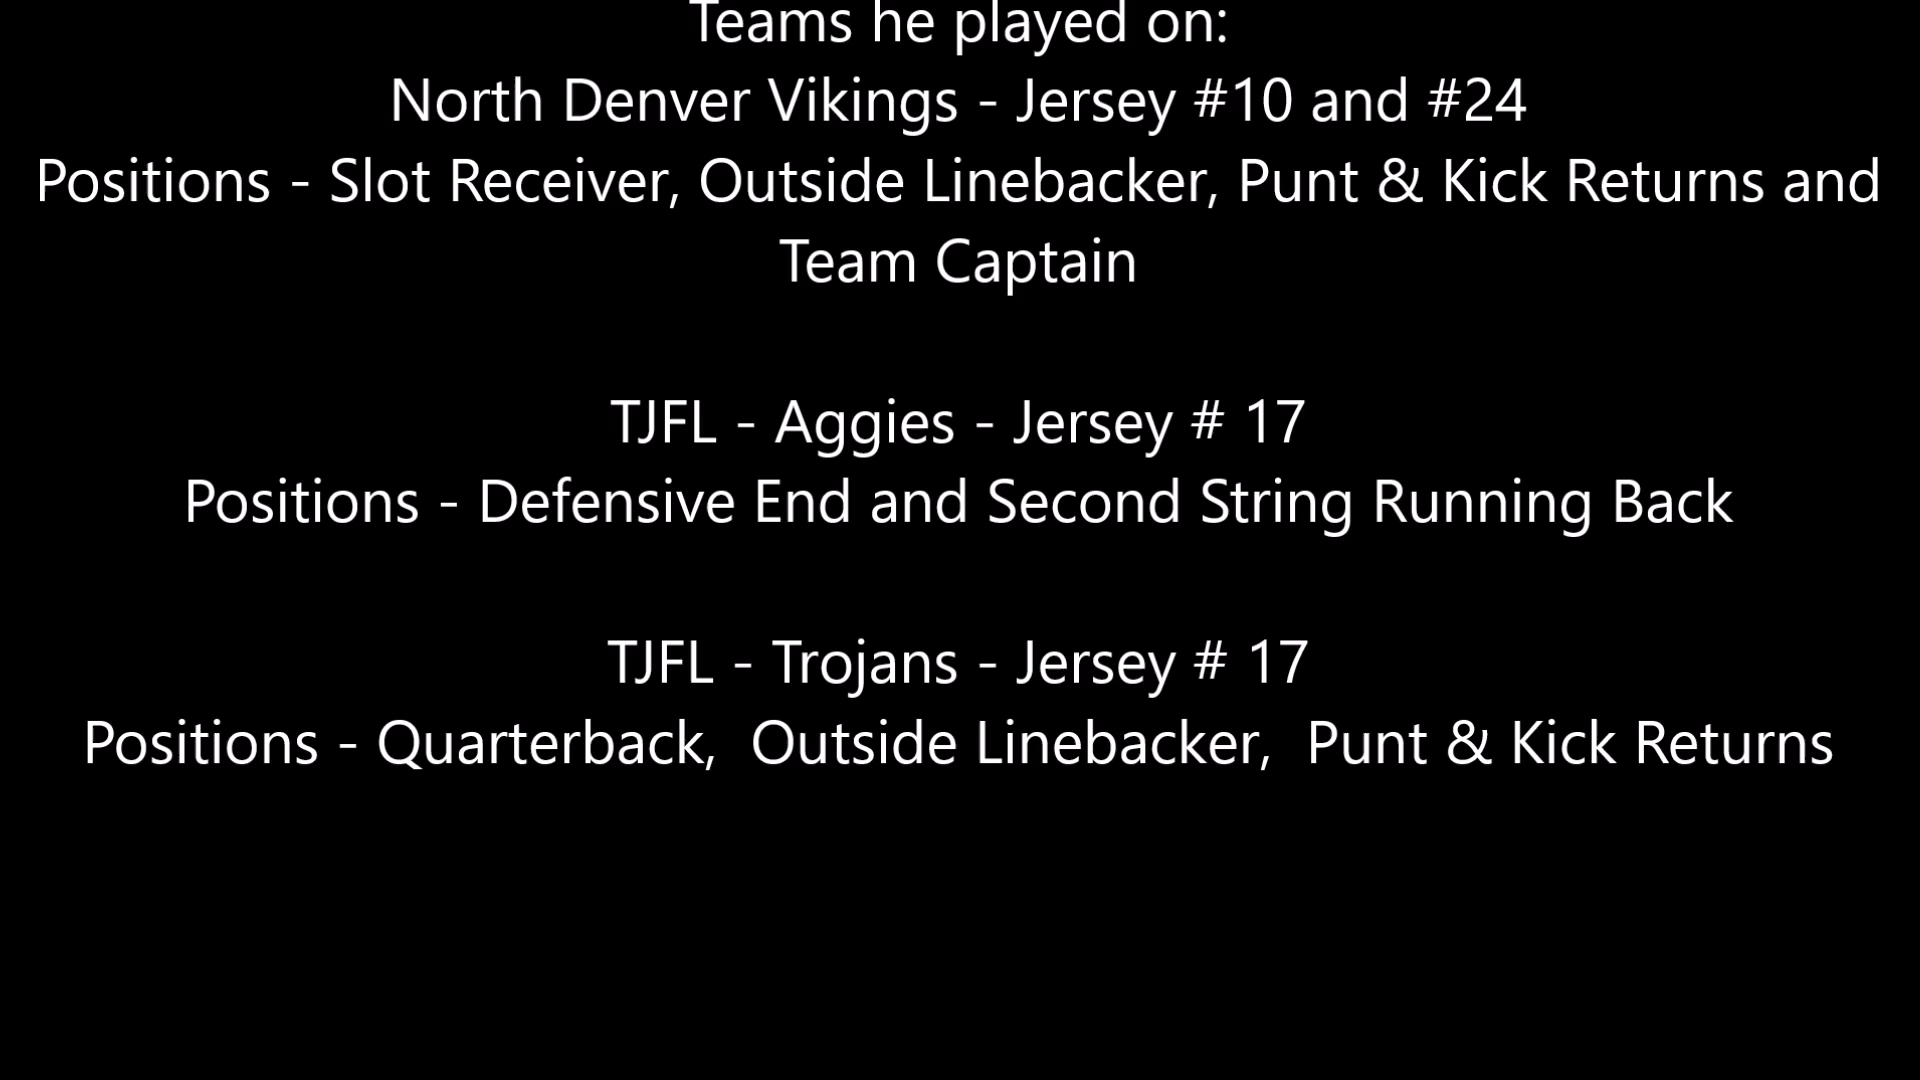 Teams he played on:
North Denver Vikings - Jersey #10 and #24
Positions - Slot Receiver, Outside Linebacker, Punt & Kick Returns and
Team Captain
TJFL - Aggies - Jersey # 17
Positions - Defensive End and Second String Running Back
TJFL - Trojans - Jersey # 17
Positions - Quarterback,  Outside Linebacker,  Punt & Kick Returns